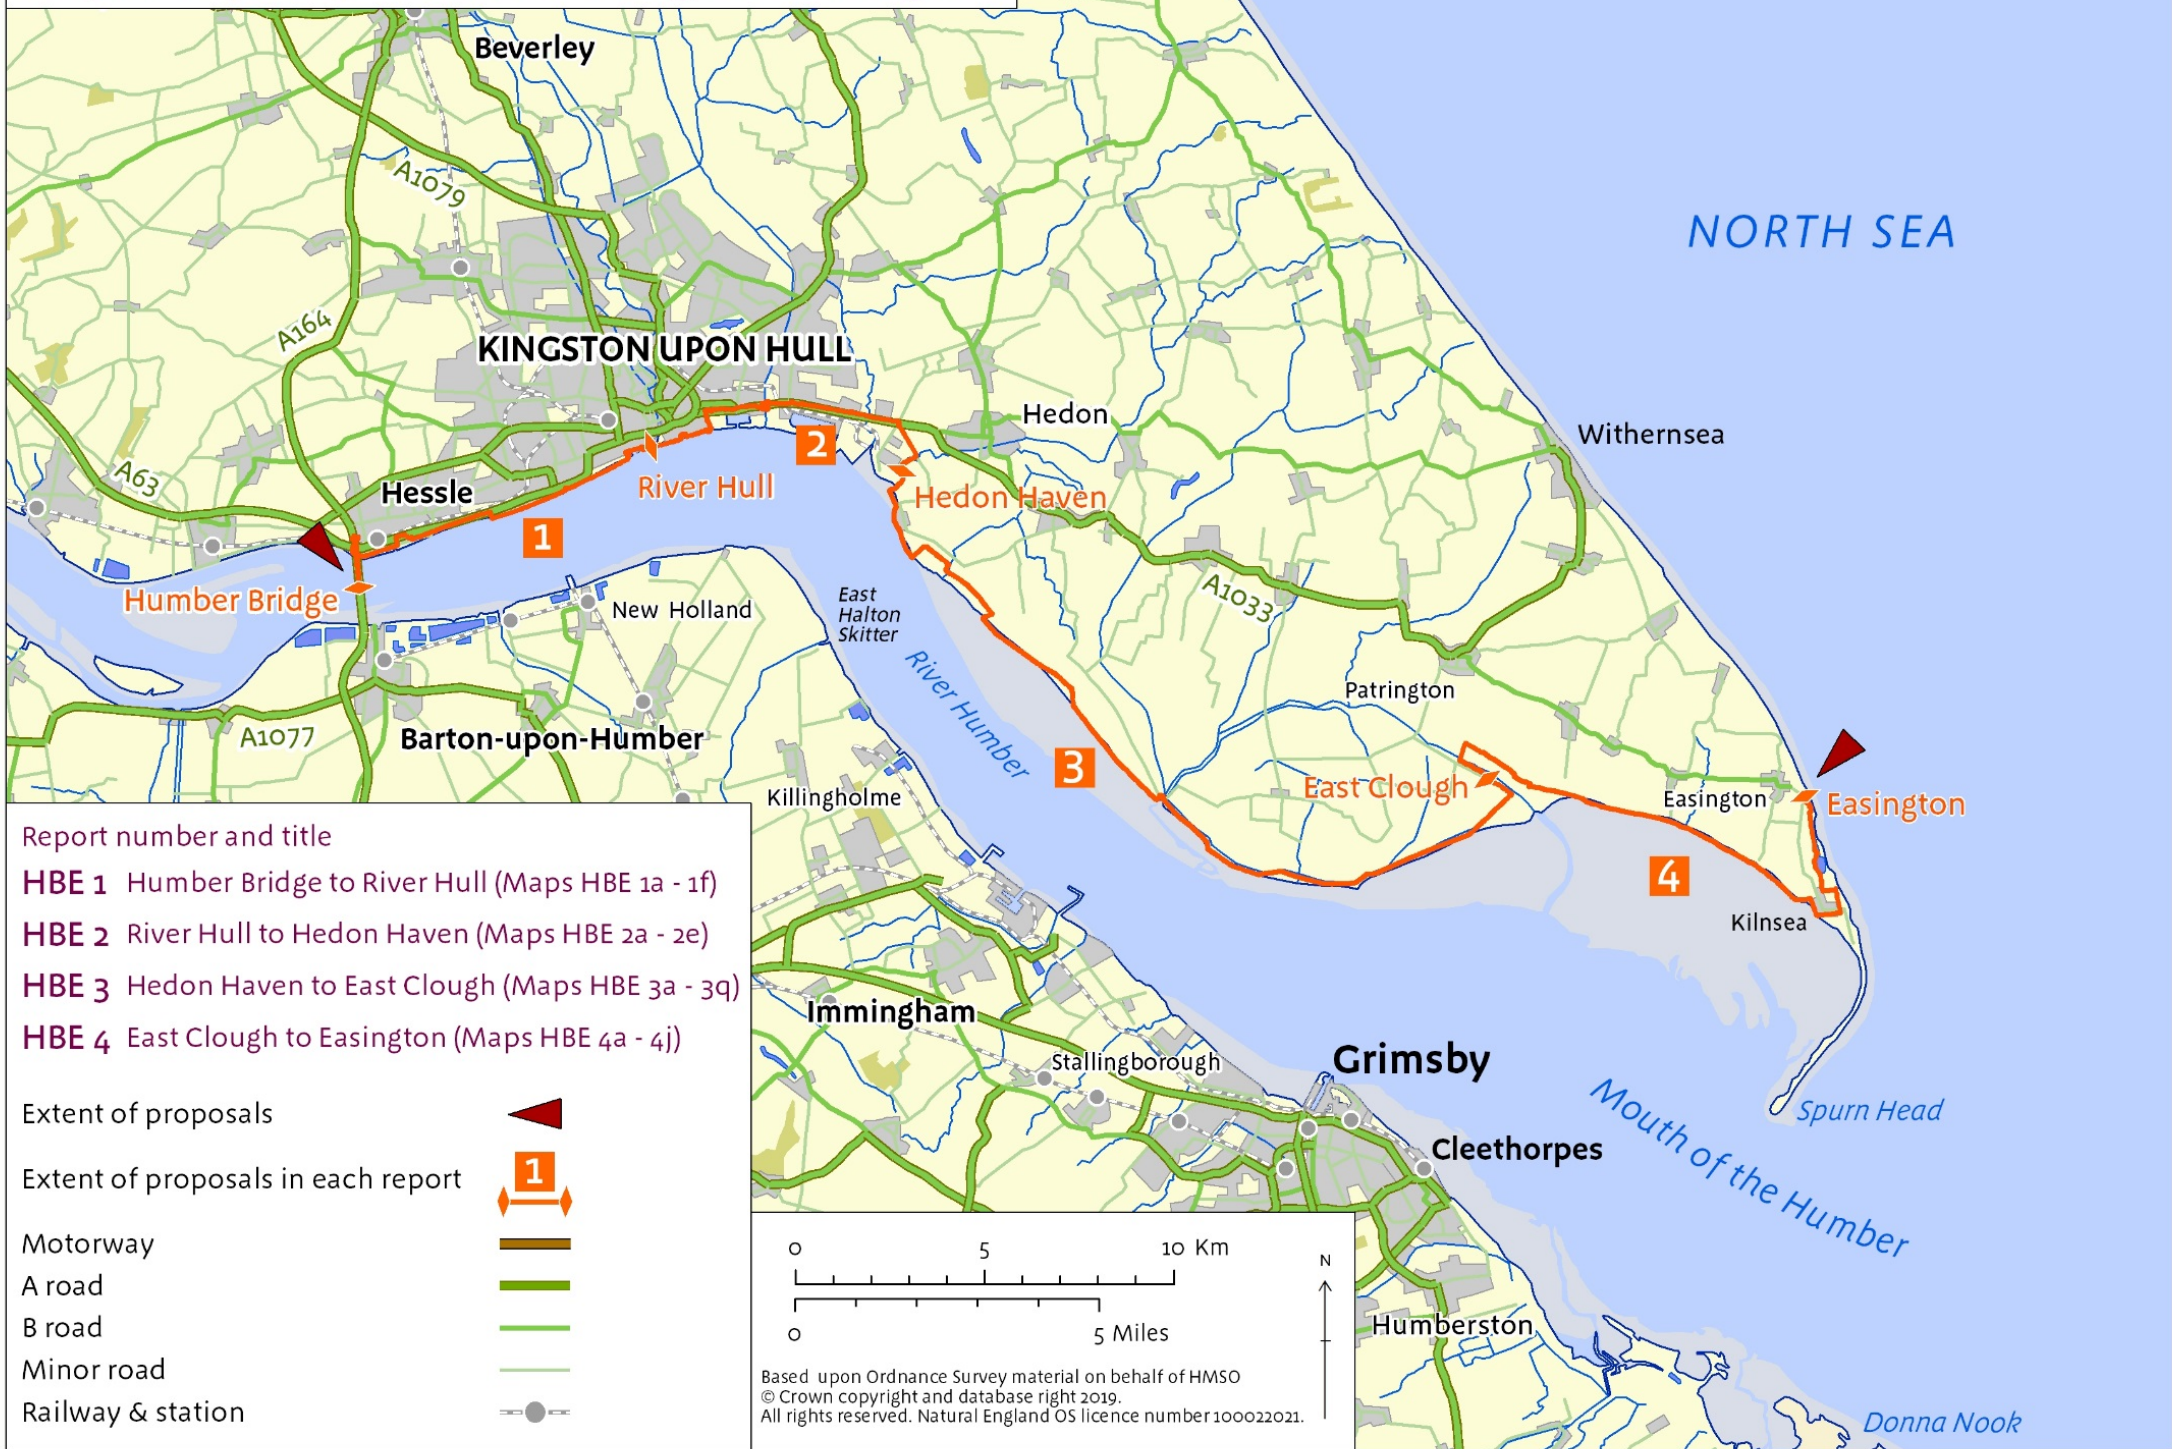 Beverley
A1079
NORTH SEA
A164
KINGSTON UPON HULL
Hedon
Withernsea
2
A63
Hessle
River Hull
Hedon Haven
1
Humber Bridge
New Holland
East
Halton
Skitter
A1033
River Humber
Patrington
A1077
Barton-upon-Humber
3
East Clough
Killingholme
Easington
Easington
4
Kilnsea
Immingham
Stallingborough
Grimsby
Cleethorpes
Mouth of the Humber
Spurn Head
Humberston
Donna Nook
Report number and title
HBE 1 Humber Bridge to River Hull (Maps HBE 1a - 1f)
HBE 2 River Hull to Hedon Haven (Maps HBE 2a - 2e)
HBE 3 Hedon Haven to East Clough (Maps HBE 3a - 3q)
HBE 4 East Clough to Easington (Maps HBE 4a - 4j)
Extent of proposals
Extent of proposals in each report 1
Motorway
A road
B road
Minor road
Railway & station
0 5 10 Km
0 5 Miles
N
Based upon Ordnance Survey material on behalf of HMSO
© Crown copyright and database right 2019.
All rights reserved. Natural England OS licence number 100022021.